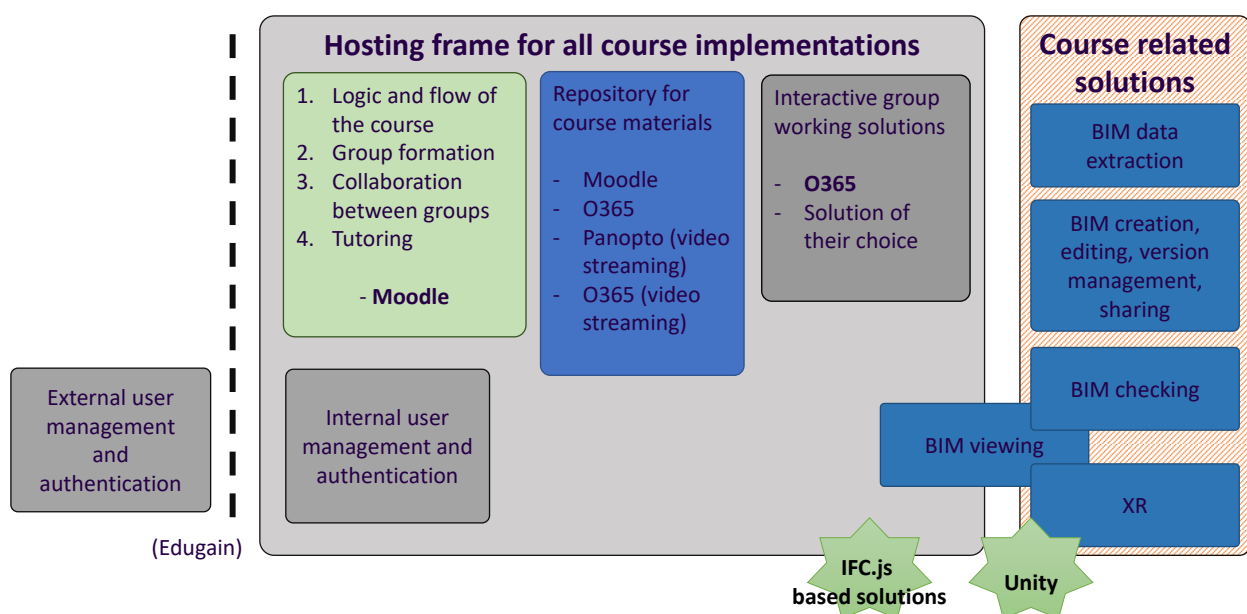 Hosting frame for all course implementations
1. Logic and flow of
the course
2. Group formation
3. Collaboration
between groups
4. Tutoring
- Moodle
Repository for
course materials
- Moodle
- O365
- Panopto (video
streaming)
- O365 (video
streaming)
Interactive group
working solutions
- O365
- Solution of
their choice
Course related
solutions
BIM data
extraction
BIM creation,
editing, version
management,
sharing
BIM checking
BIM viewing
XR
External user
management
and
authentication
Internal user
management and
authentication
(Edugain)
IFC.js
based solutions
Unity